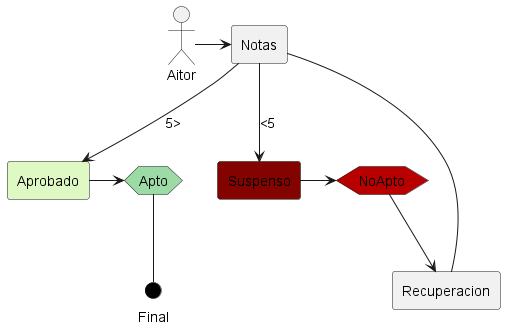 Notas
Aitor
5>
<5
Aprobado
Apto
Suspenso
NoApto
Recuperacion
Final